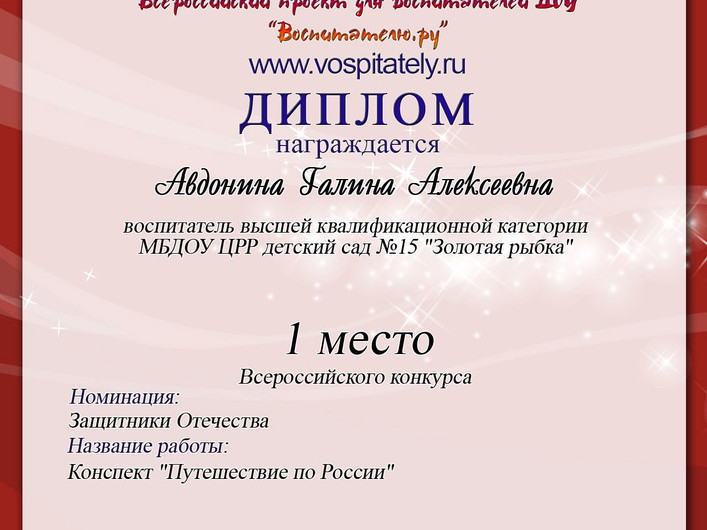 Всероссийский проект для воспитателей ДОУ
"Воспитателю.ру"
www.vospitately.ru
ДИПЛОМ
награждается
Авдонина Галина Алексеевна
воспитатель высшей квалификационной категории
МБДОУ ЦРР детский сад №15 "Золотая рыбка"
1 место
Всероссийского конкурса
Номинация:
Защитники Отечества
Название работы:
Конспект "Путешествие по России"